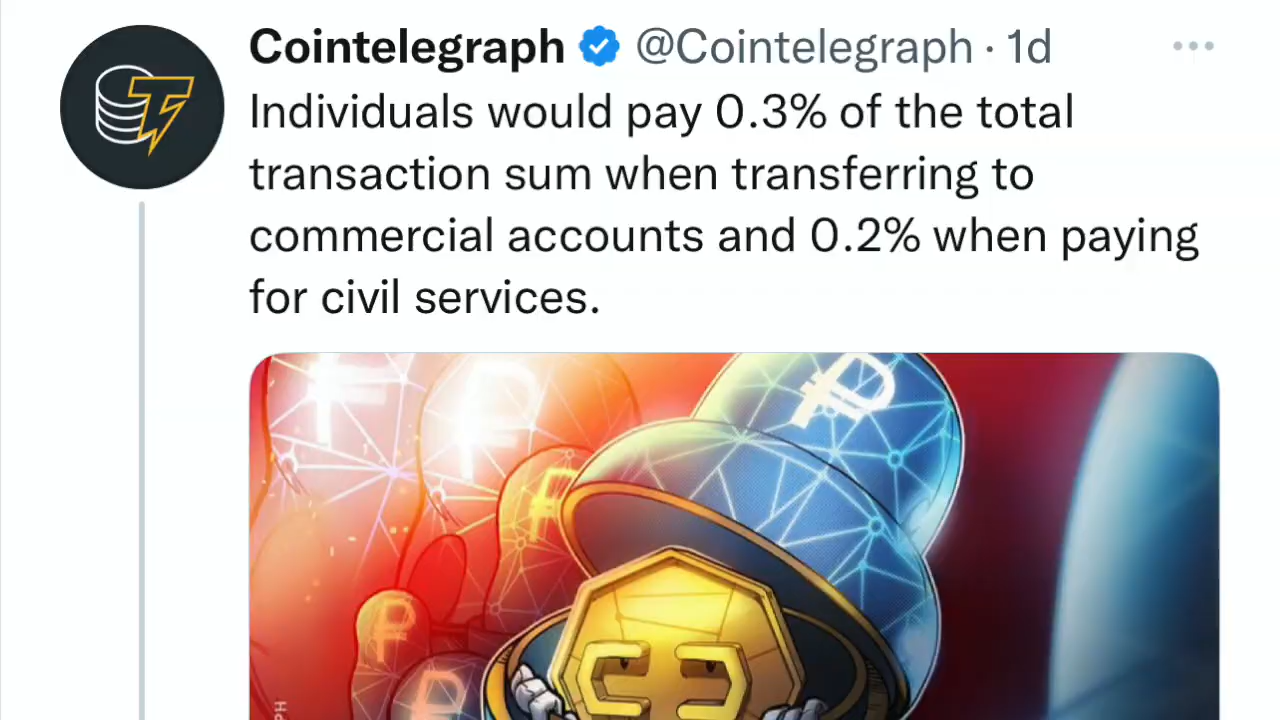 Cointelegraph @Cointelegraph · 1d
Individuals would pay 0.3% of the total
transaction sum when transferring to
commercial accounts and 0.2% when paying
for civil services.